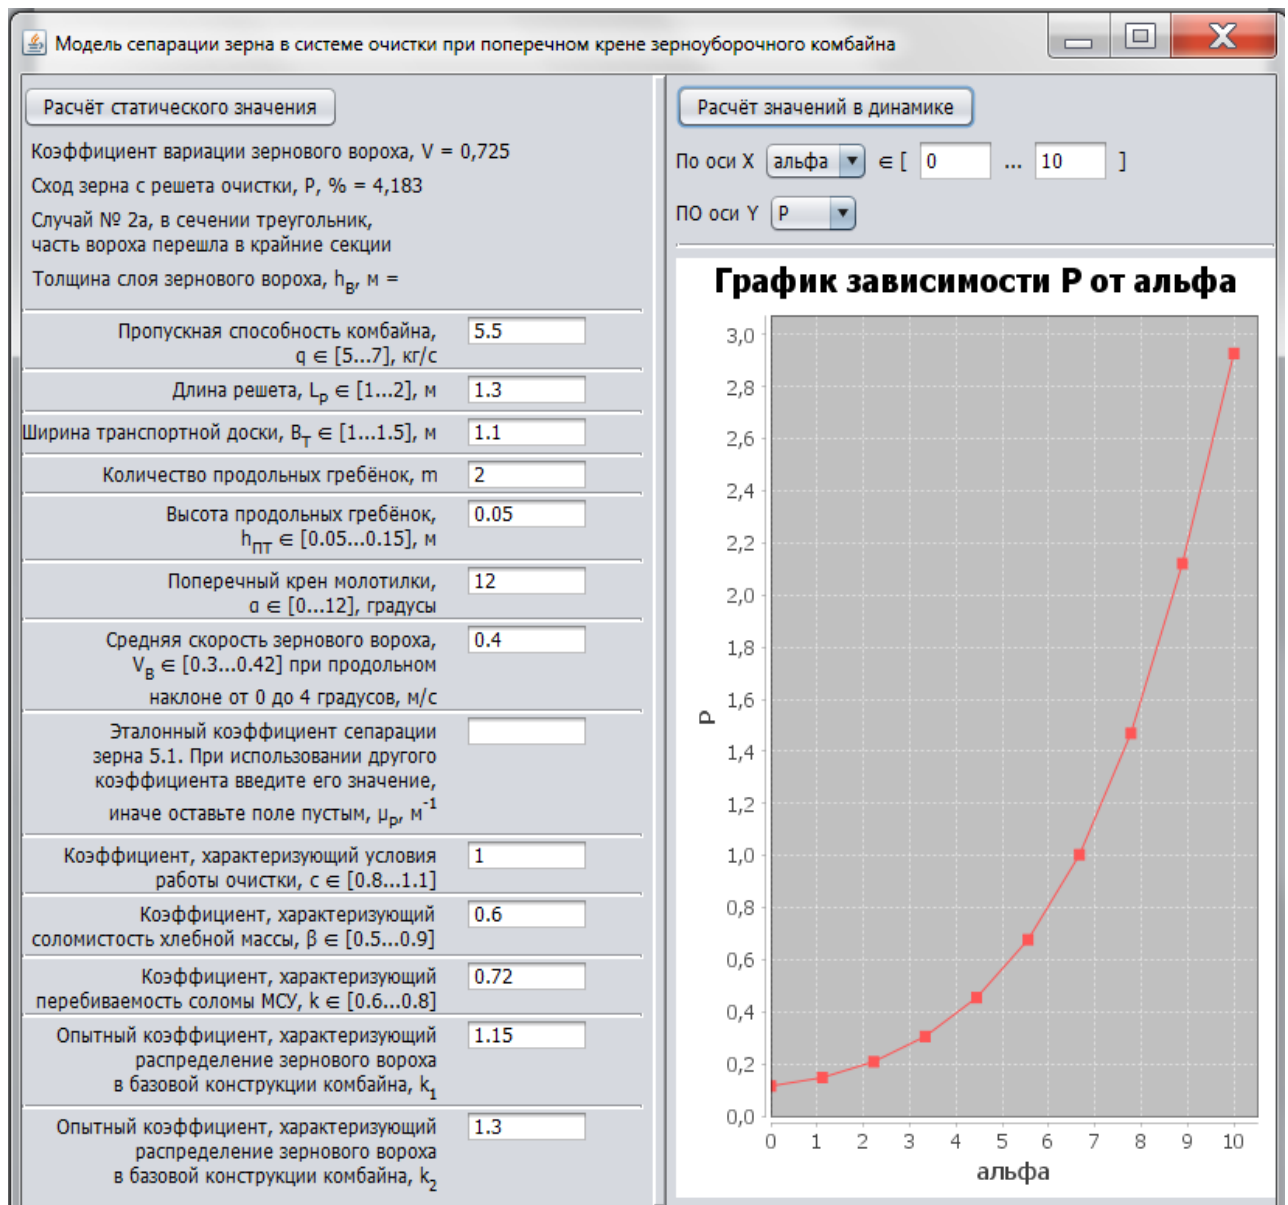 Модель сепарации зерна в системе очистки при поперечном крене зерноуборочного комбайна
Расчёт статического значения
Коэффициент вариации зернового вороха, V = 0,725
Сход зерна с решета очистки, P, % = 4,183
Случай № 2а, в сечении треугольник,
часть вороха перешла в крайние секции
Толщина слоя зернового вороха, hВ, м =
Пропускная способность комбайна,
q ∈ [5...7], кг/с
5.5
Длина решета, Lр ∈ [1...2], м
1.3
Ширина транспортной доски, BТ ∈ [1...1.5], м
1.1
Количество продольных гребёнок, m
2
Высота продольных гребёнок,
hПТ ∈ [0.05...0.15], м
0.05
Поперечный крен молотилки,
α ∈ [0...12], градусы
12
Средняя скорость зернового вороха,
VВ ∈ [0.3...0.42] при продольном
наклоне от 0 до 4 градусов, м/с
0.4
Эталонный коэффициент сепарации
зерна 5.1. При использовании другого
коэффициента введите его значение,
иначе оставьте поле пустым, μр, м-1
Коэффициент, характеризующий условия
работы очистки, c ∈ [0.8...1.1]
1
Коэффициент, характеризующий
соломистость хлебной массы, β ∈ [0.5...0.9]
0.6
Коэффициент, характеризующий
перебиваемость соломы МСУ, k ∈ [0.6...0.8]
0.72
Опытный коэффициент, характеризующий
распределение зернового вороха
в базовой конструкции комбайна, k1
1.15
Опытный коэффициент, характеризующий
распределение зернового вороха
в базовой конструкции комбайна, k2
1.3
Расчёт значений в динамике
По оси X альфа ∈ [ 0 ... 10 ]
ПО оси Y P
График зависимости P от альфа
3,0
2,8
2,6
2,4
2,2
2,0
1,8
1,6
1,4
1,2
1,0
0,8
0,6
0,4
0,2
0,0
P
0 1 2 3 4 5 6 7 8 9 10
альфа